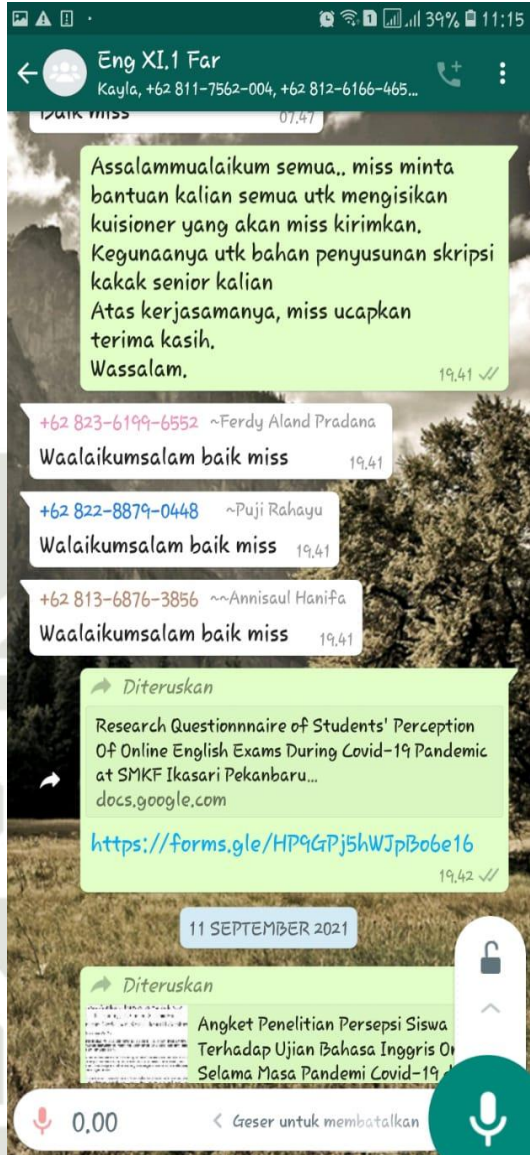 39% 11:15
Eng XI.1 Far
Kayla, +62 811-7562-004, +62 812-6166-465...
Baik miss 07.47
Assalammualaikum semua.. miss minta
bantuan kalian semua utk mengisikan
kuisioner yang akan miss kirimkan.
Kegunaanya utk bahan penyusunan skripsi
kakak senior kalian
Atas kerjasamanya, miss ucapkan
terima kasih.
Wassalam.
19.41
+62 823-6199-6552 ~Ferdy Aland Pradana
Waalaikumsalam baik miss 19.41
+62 822-8879-0448 ~Puji Rahayu
Walaikumsalam baik miss 19.41
+62 813-6876-3856 ~~Annisaul Hanifa
Waalaikumsalam baik miss 19.41
Diteruskan
Research Questionnnaire of Students' Perception
Of Online English Exams During Covid-19 Pandemic
at SMKF Ikasari Pekanbaru...
docs.google.com
https://forms.gle/HP9GPj5hWJpBo6e16
19.42
11 SEPTEMBER 2021
Diteruskan
Angket Penelitian Persepsi Siswa
Terhadap Ujian Bahasa Inggris
Selama Masa Pandemi Covid-19
0.00 < Geser untuk membatalkan